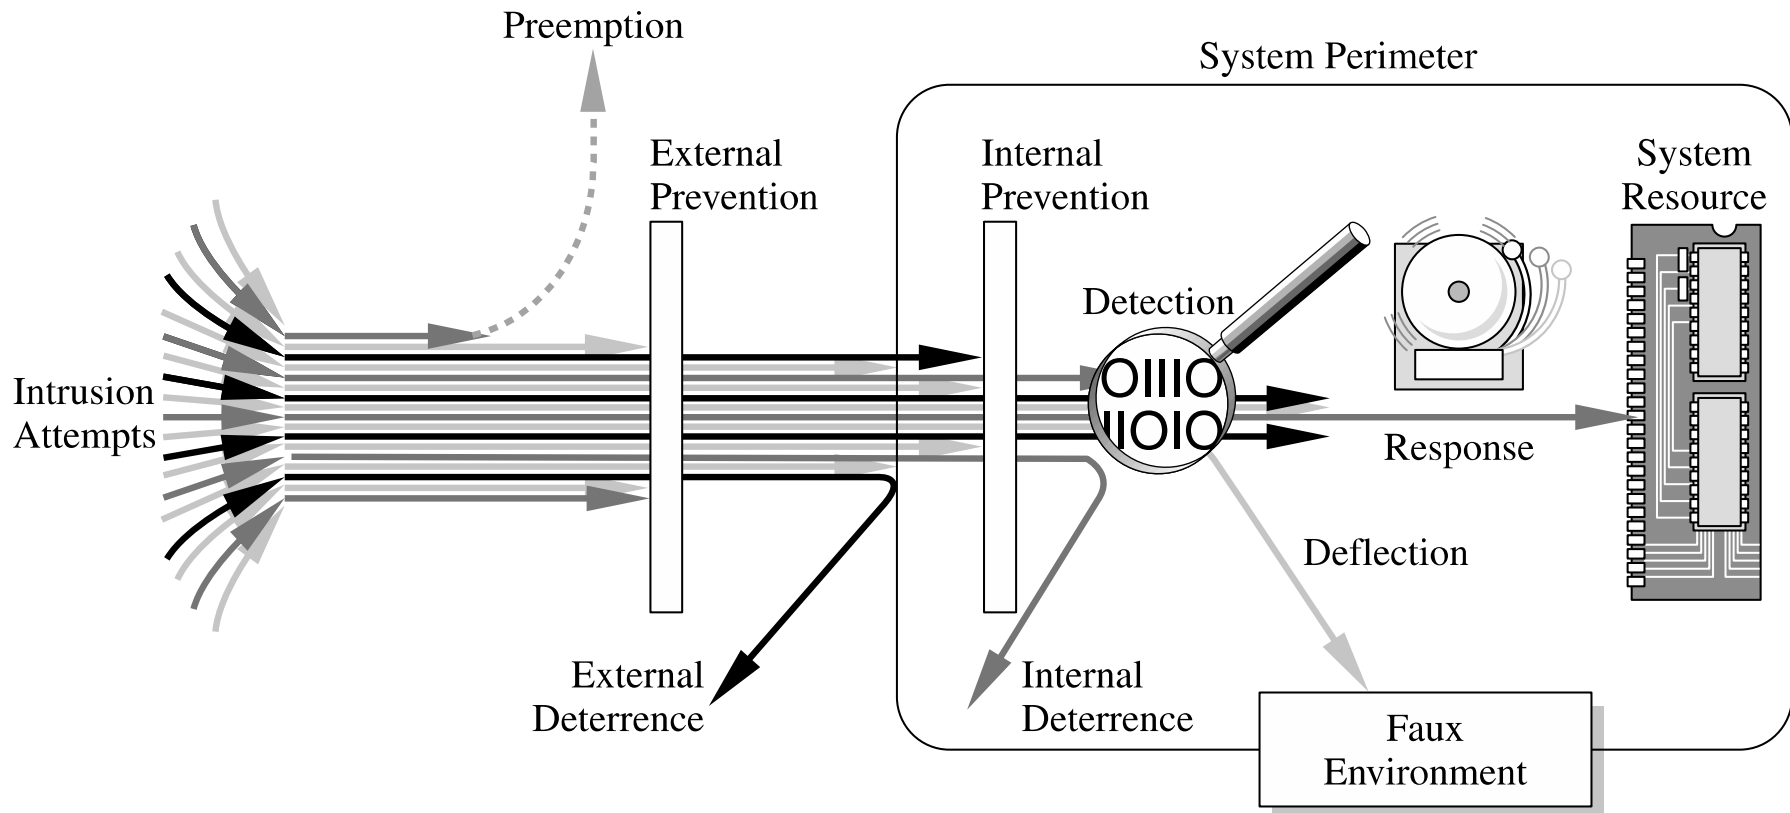 Preemption
System Perimeter
External
Prevention
Internal
Prevention
System
Resource
Detection
OIIIO
IIOIO
Intrusion
Attempts
Response
Deflection
External
Deterrence
Internal
Deterrence
Faux
Environment